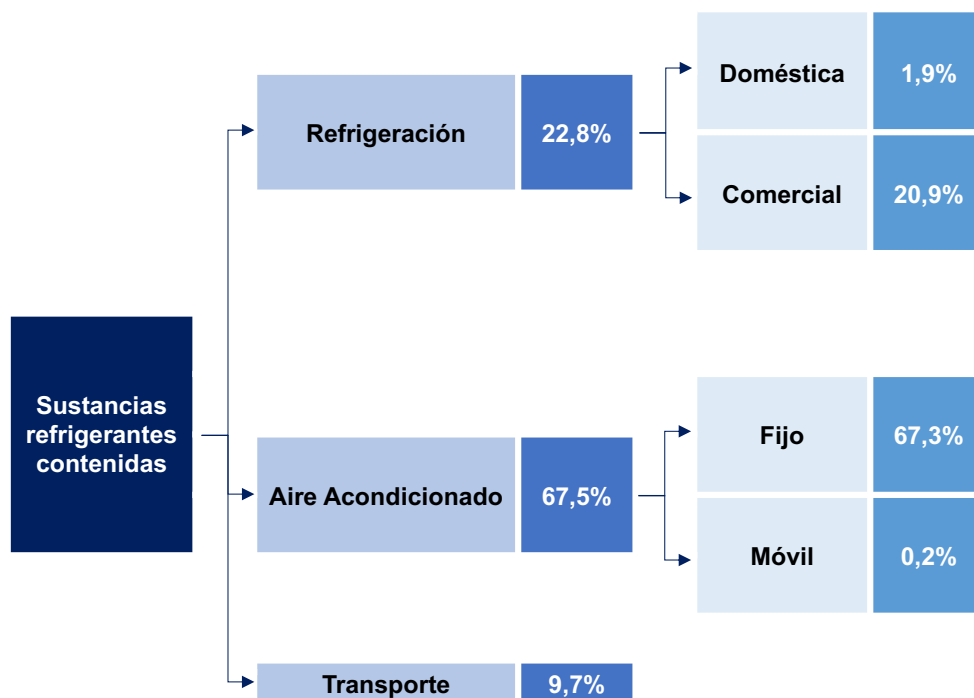 Sustancias
refrigerantes
contenidas
Refrigeración
22,8%
Doméstica
1,9%
Comercial
20,9%
Aire Acondicionado
67,5%
Fijo
67,3%
Móvil
0,2%
Transporte
9,7%